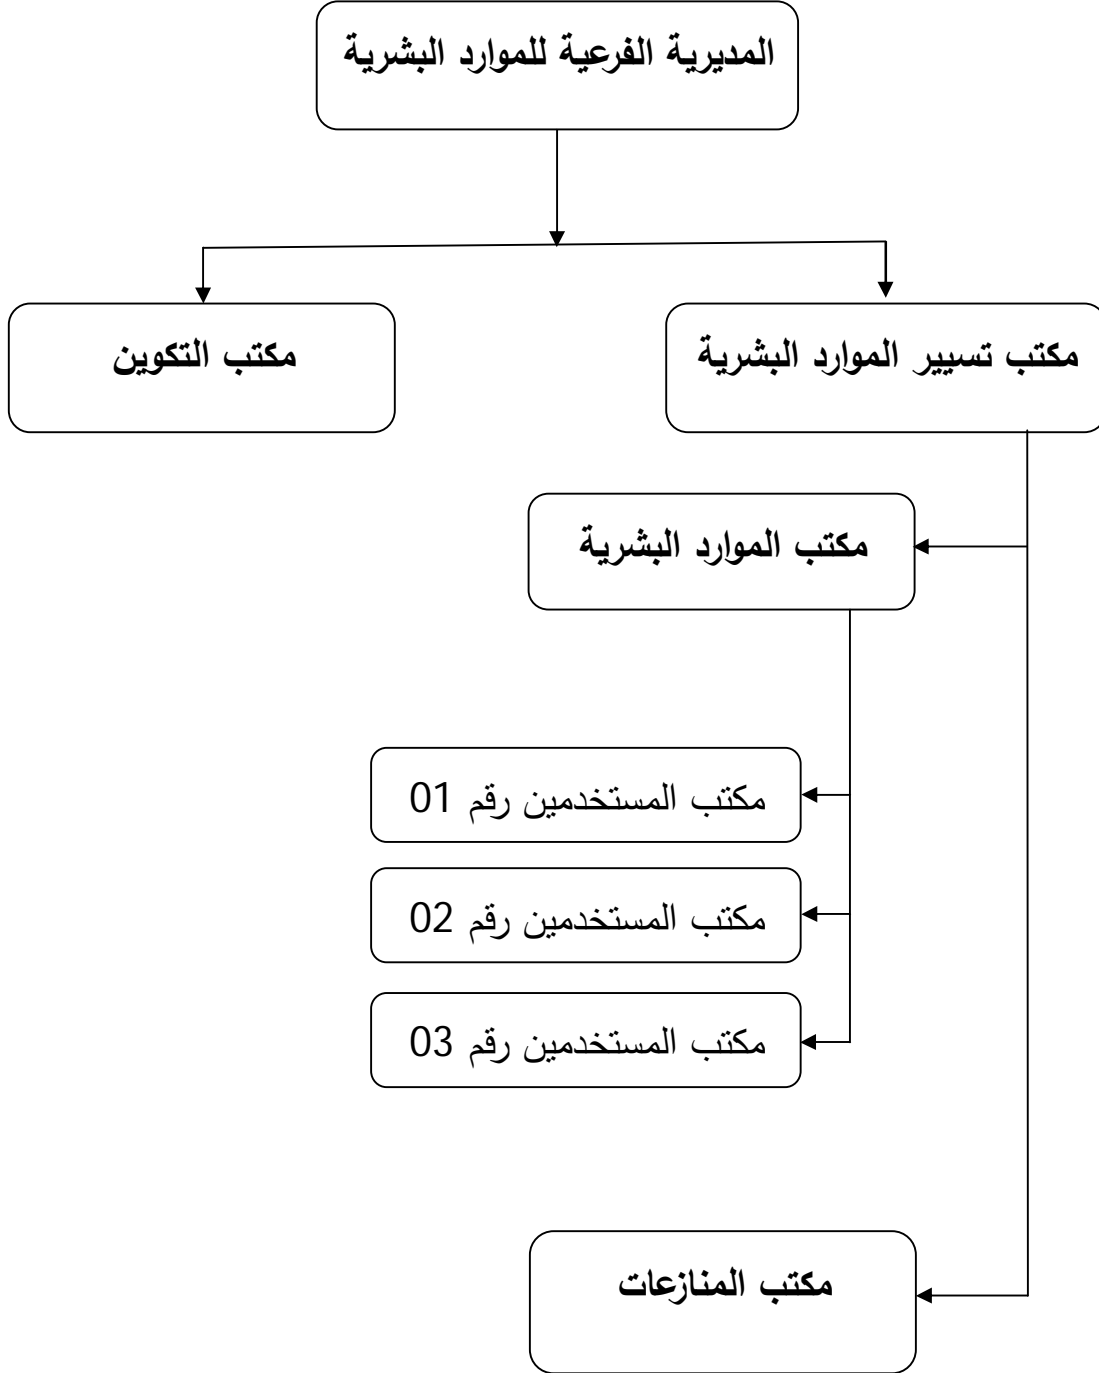 المديرية الفرعية للموارد البشرية
مكتب تسيير الموارد البشرية
مكتب التكوين
مكتب الموارد البشرية
مكتب المستخدمين رقم 01
مكتب المستخدمين رقم 02
مكتب المستخدمين رقم 03
مكتب المنازعات